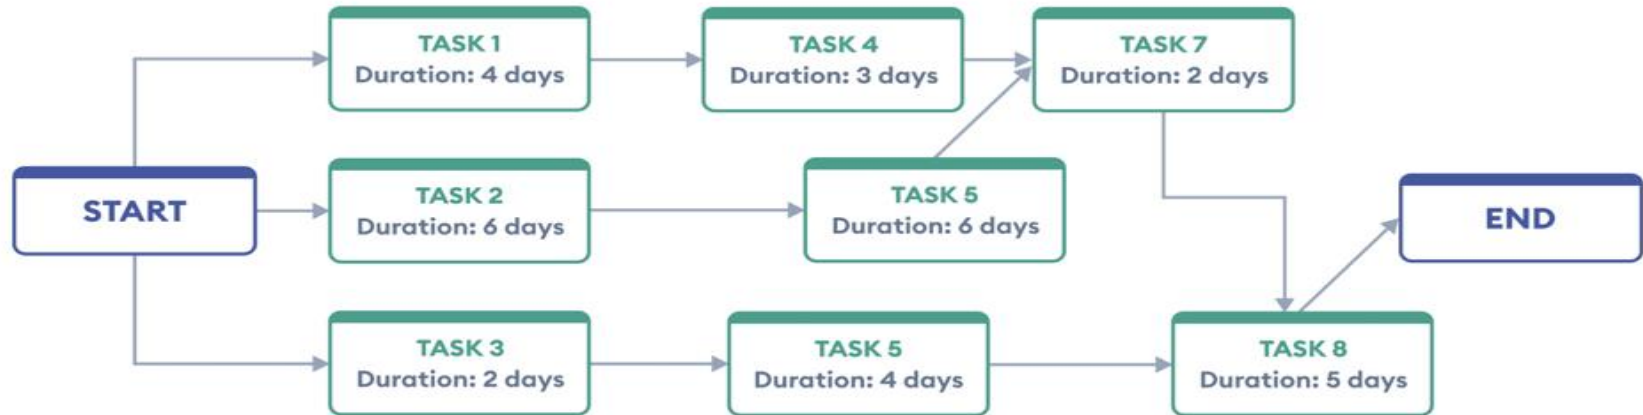 TASK 1
Duration: 4 days
TASK 4
Duration: 3 days
TASK 7
Duration: 2 days
START
TASK 2
Duration: 6 days
TASK 5
Duration: 6 days
END
TASK 3
Duration: 2 days
TASK 5
Duration: 4 days
TASK 8
Duration: 5 days